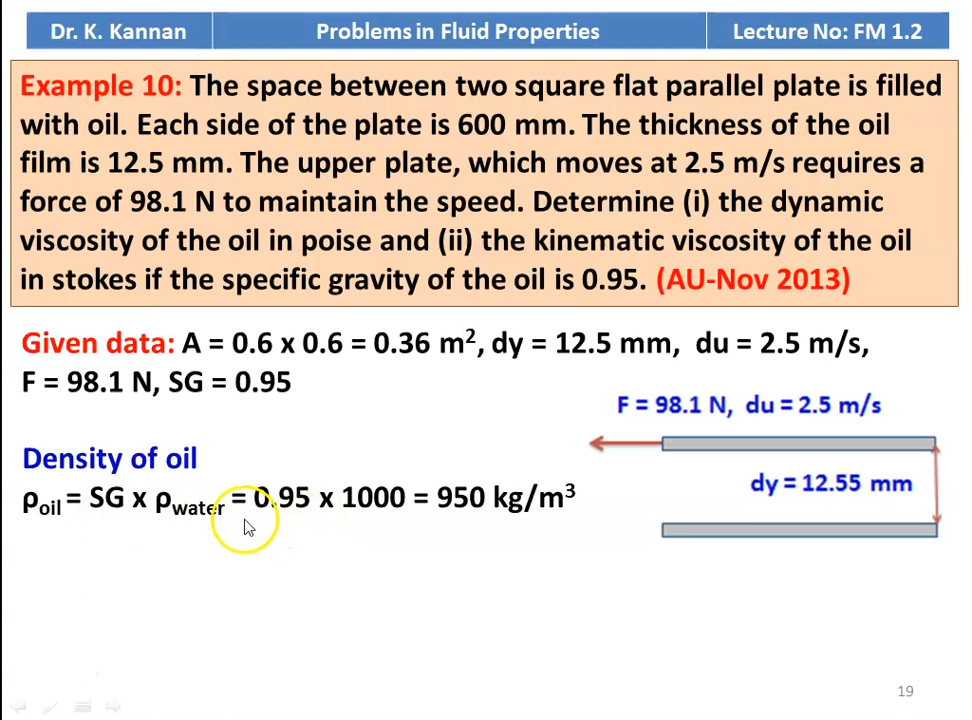 Dr. K. Kannan Problems in Fluid Properties Lecture No: FM 1.2
Example 10: The space between two square flat parallel plate is filled
with oil. Each side of the plate is 600 mm. The thickness of the oil
film is 12.5 mm. The upper plate, which moves at 2.5 m/s requires a
force of 98.1 N to maintain the speed. Determine (i) the dynamic
viscosity of the oil in poise and (ii) the kinematic viscosity of the oil
in stokes if the specific gravity of the oil is 0.95. (AU-Nov 2013)
Given data: A = 0.6 x 0.6 = 0.36 m², dy = 12.5 mm, du = 2.5 m/s,
F = 98.1 N, SG = 0.95
F = 98.1 N, du = 2.5 m/s
Density of oil
dy = 12.55 mm
ρoil = SG x ρwater = 0.95 x 1000 = 950 kg/m³
19